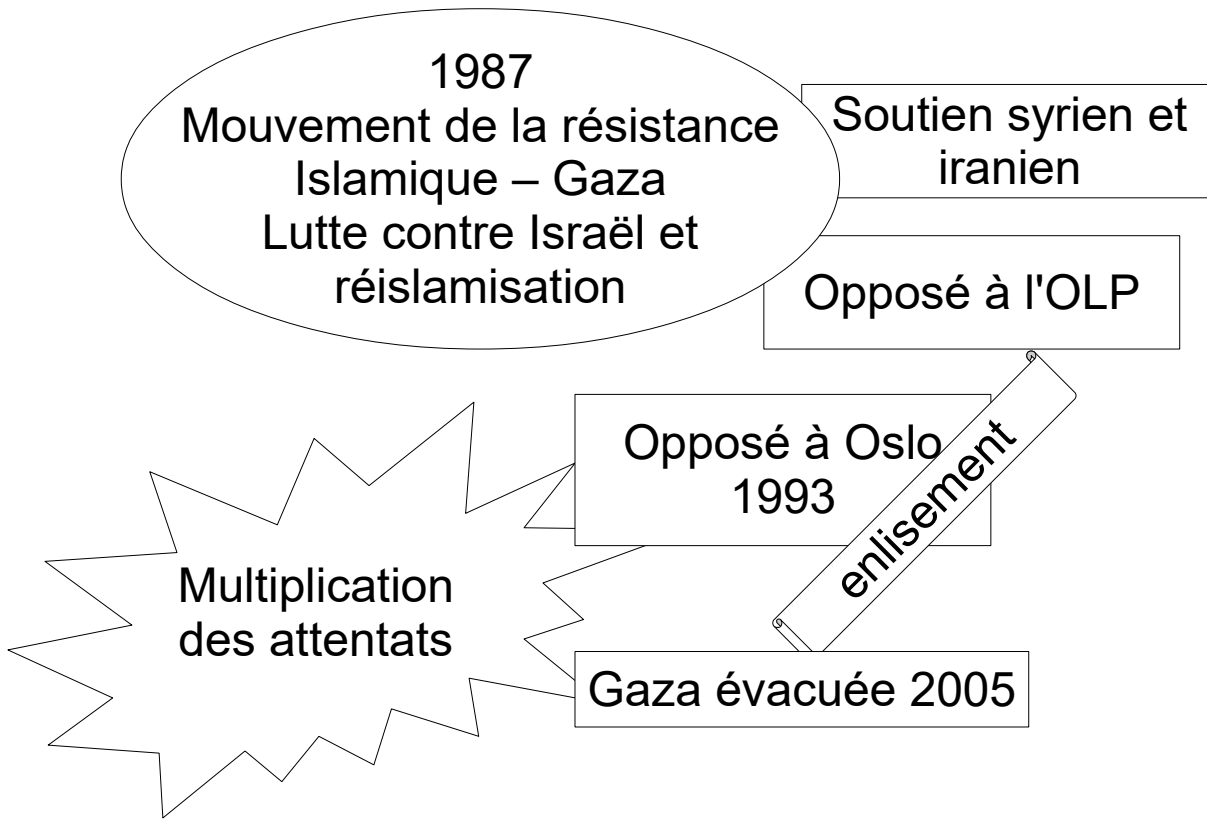 1987
Mouvement de la résistance
Islamique – Gaza
Lutte contre Israël et
réislamisation
Soutien syrien et
iranien
Opposé à l'OLP
Opposé à Oslo
1993
enlisement
Multiplication
des attentats
Gaza évacuée 2005